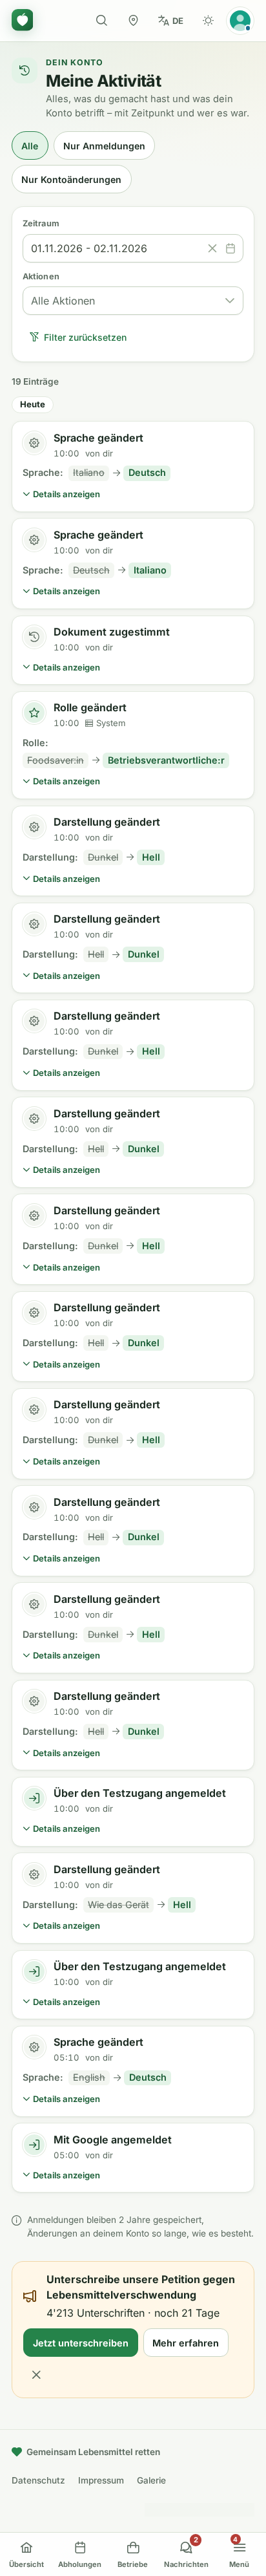 DE
DEIN KONTO
Meine Aktivität
Alles, was du gemacht hast und was dein
Konto betrifft – mit Zeitpunkt und wer es war.
Alle
Nur Anmeldungen
Nur Kontoänderungen
Zeitraum
01.11.2026 - 02.11.2026
Aktionen
Alle Aktionen
Filter zurücksetzen
19 Einträge
Heute
Sprache geändert
10:00 von dir
Sprache: Italiano → Deutsch
Details anzeigen
Sprache geändert
10:00 von dir
Sprache: Deutsch → Italiano
Details anzeigen
Dokument zugestimmt
10:00 von dir
Details anzeigen
Rolle geändert
10:00 System
Rolle:
Foodsaver:in → Betriebsverantwortliche:r
Details anzeigen
Darstellung geändert
10:00 von dir
Darstellung: Dunkel → Hell
Details anzeigen
Darstellung geändert
10:00 von dir
Darstellung: Hell → Dunkel
Details anzeigen
Darstellung geändert
10:00 von dir
Darstellung: Dunkel → Hell
Details anzeigen
Darstellung geändert
10:00 von dir
Darstellung: Hell → Dunkel
Details anzeigen
Darstellung geändert
10:00 von dir
Darstellung: Dunkel → Hell
Details anzeigen
Darstellung geändert
10:00 von dir
Darstellung: Hell → Dunkel
Details anzeigen
Darstellung geändert
10:00 von dir
Darstellung: Dunkel → Hell
Details anzeigen
Darstellung geändert
10:00 von dir
Darstellung: Hell → Dunkel
Details anzeigen
Darstellung geändert
10:00 von dir
Darstellung: Dunkel → Hell
Details anzeigen
Darstellung geändert
10:00 von dir
Darstellung: Hell → Dunkel
Details anzeigen
Über den Testzugang angemeldet
10:00 von dir
Details anzeigen
Darstellung geändert
10:00 von dir
Darstellung: Wie das Gerät → Hell
Details anzeigen
Über den Testzugang angemeldet
10:00 von dir
Details anzeigen
Sprache geändert
05:10 von dir
Sprache: English → Deutsch
Details anzeigen
Mit Google angemeldet
05:00 von dir
Details anzeigen
Anmeldungen bleiben 2 Jahre gespeichert,
Änderungen an deinem Konto so lange, wie es besteht.
Unterschreibe unsere Petition gegen
Lebensmittelverschwendung
4'213 Unterschriften · noch 21 Tage
Jetzt unterschreiben
Mehr erfahren
Gemeinsam Lebensmittel retten
Datenschutz Impressum Galerie
2 4
Übersicht Abholungen Betriebe Nachrichten Menü